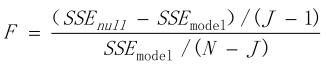 F = (SSE_null − SSE_model) / (J − 1)
SSE_model / (N − J)